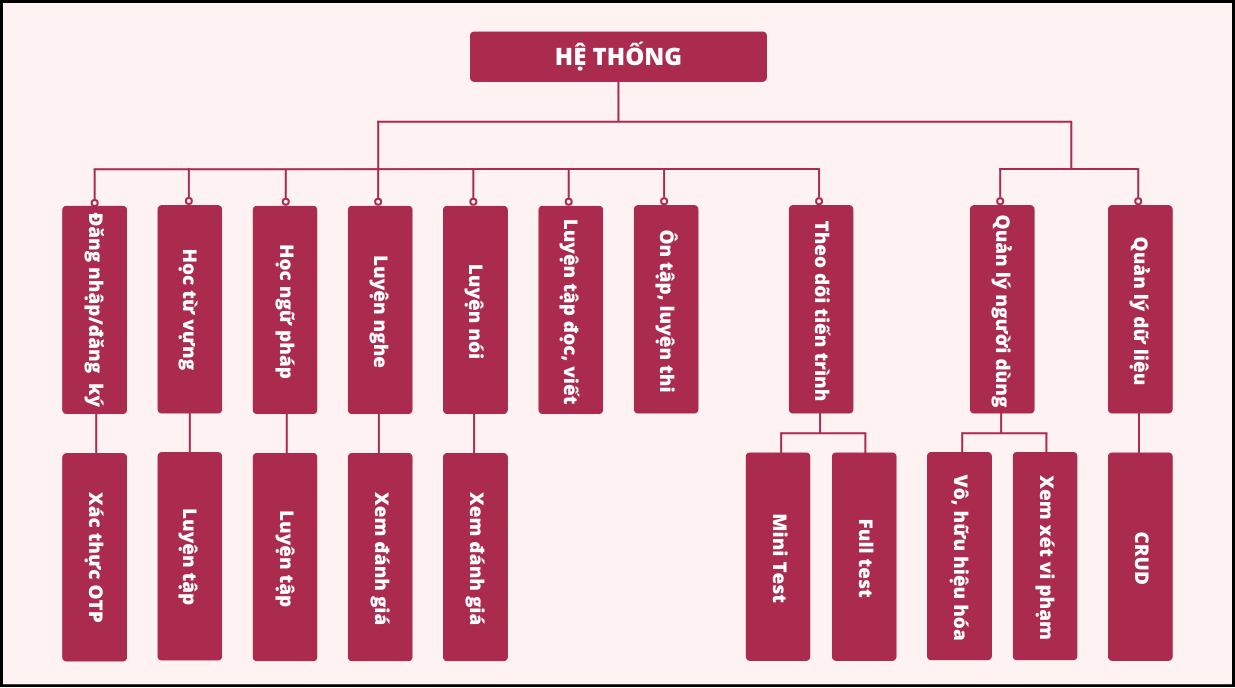 HỆ THỐNG
Đăng nhập/đăng ký
Học từ vựng
Học ngữ pháp
Luyện nghe
Luyện nói
Luyện tập đọc, viết
Ôn tập, luyện thi
Theo dõi tiến trình
Quản lý người dùng
Quản lý dữ liệu
Xác thực OTP
Luyện tập
Luyện tập
Xem đánh giá
Xem đánh giá
Mini Test
Full test
Vô, hữu hiệu hóa
Xem xét vi phạm
CRUD